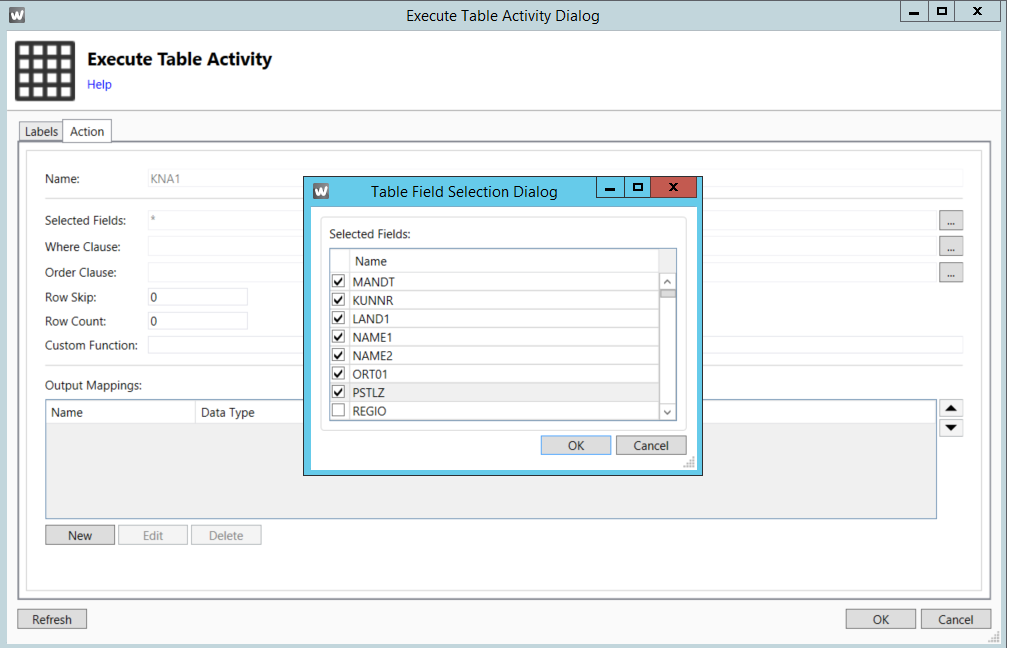 W Execute Table Activity Dialog
Execute Table Activity
Help
Labels Action
Name: KNA1
Selected Fields: * ...
Where Clause: ...
Order Clause: ...
Row Skip: 0
Row Count: 0
Custom Function:
Output Mappings:
Name Data Type
New Edit Delete
Refresh OK Cancel
W Table Field Selection Dialog X
Selected Fields:
Name
MANDT
KUNNR
LAND1
NAME1
NAME2
ORT01
PSTLZ
REGIO
OK Cancel